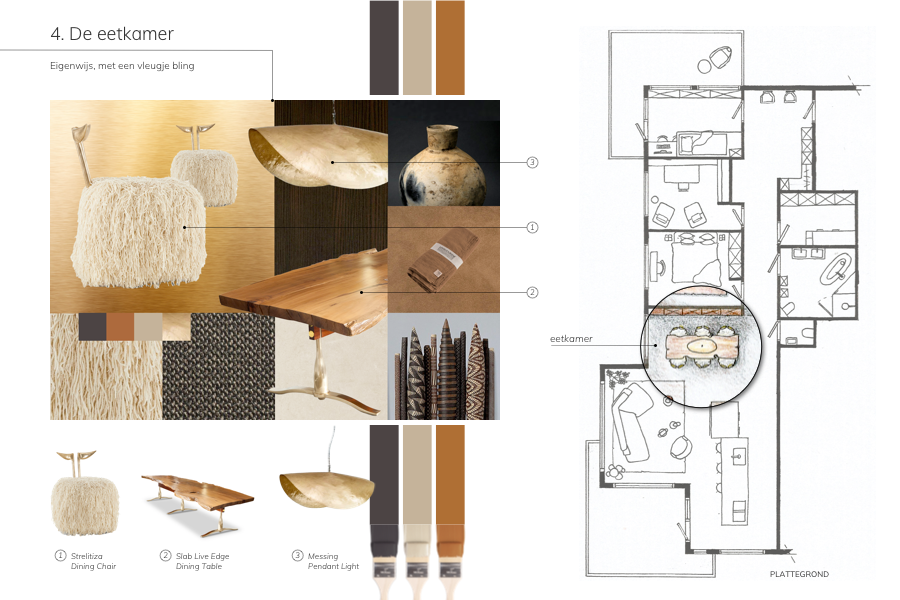 4. De eetkamer
Eigenwijs, met een vleugje bling
3
1
2
eetkamer
1 Strelitiza
Dining Chair
2 Slab Live Edge
Dining Table
3 Messing
Pendant Light
PLATTEGROND